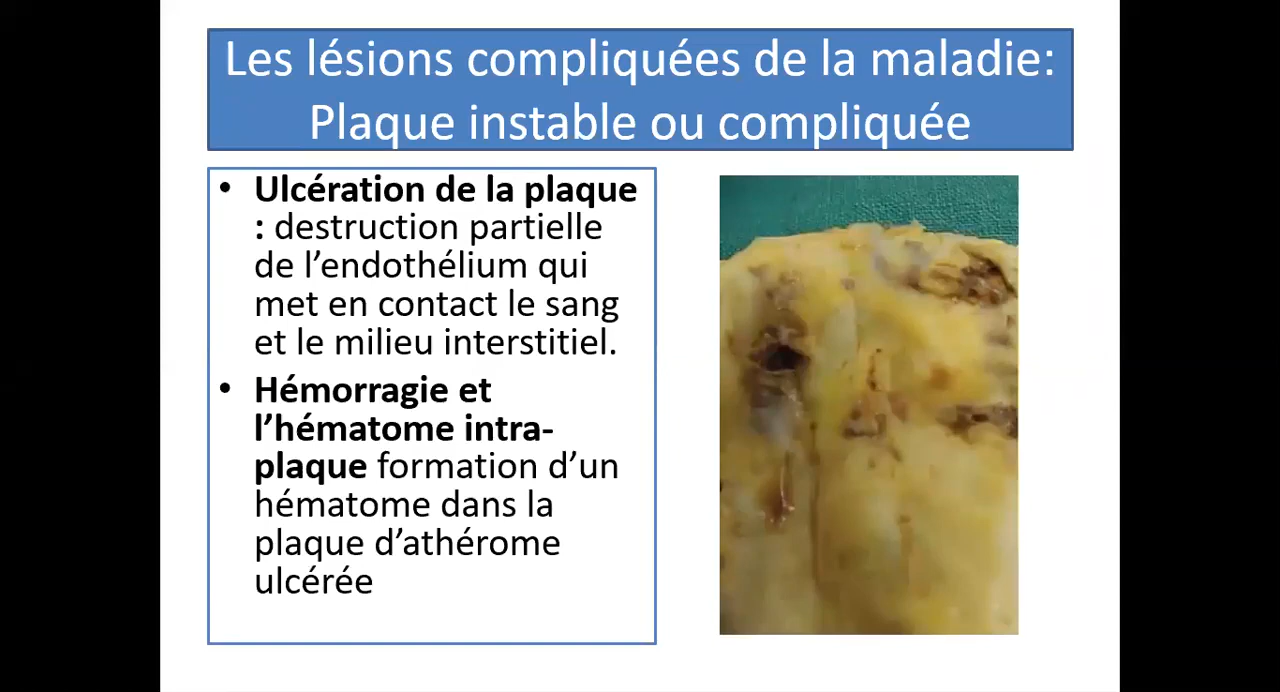 Les lésions compliquées de la maladie:
Plaque instable ou compliquée
• Ulcération de la plaque
: destruction partielle
de l’endothélium qui
met en contact le sang
et le milieu interstitiel.
• Hémorragie et
l’hématome intra-
plaque formation d’un
hématome dans la
plaque d’athérome
ulcérée